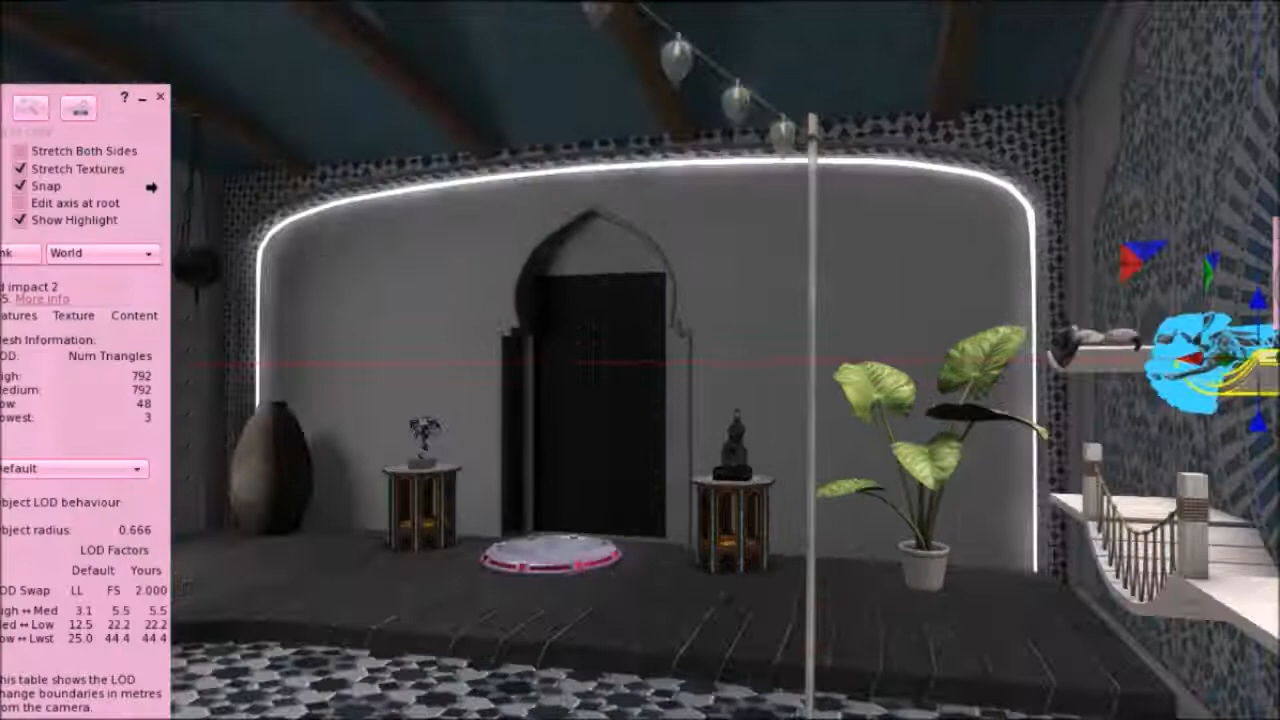 ? _ ×
Stretch Both Sides
Stretch Textures
Snap
Edit axis at root
Show Highlight
nk World
d impact 2
5. More info
atures Texture Content
esh Information:
OD: Num Triangles
igh: 792
edium: 792
ow: 48
owest: 3
efault
bject LOD behaviour:
bject radius: 0.666
LOD Factors
Default Yours
OD Swap LL FS 2.000
igh ↔ Med 3.1 5.5 5.5
ed ↔ Low 12.5 22.2 22.2
ow ↔ Lwst 25.0 44.4 44.4
his table shows the LOD
hange boundaries in metres
om the camera.